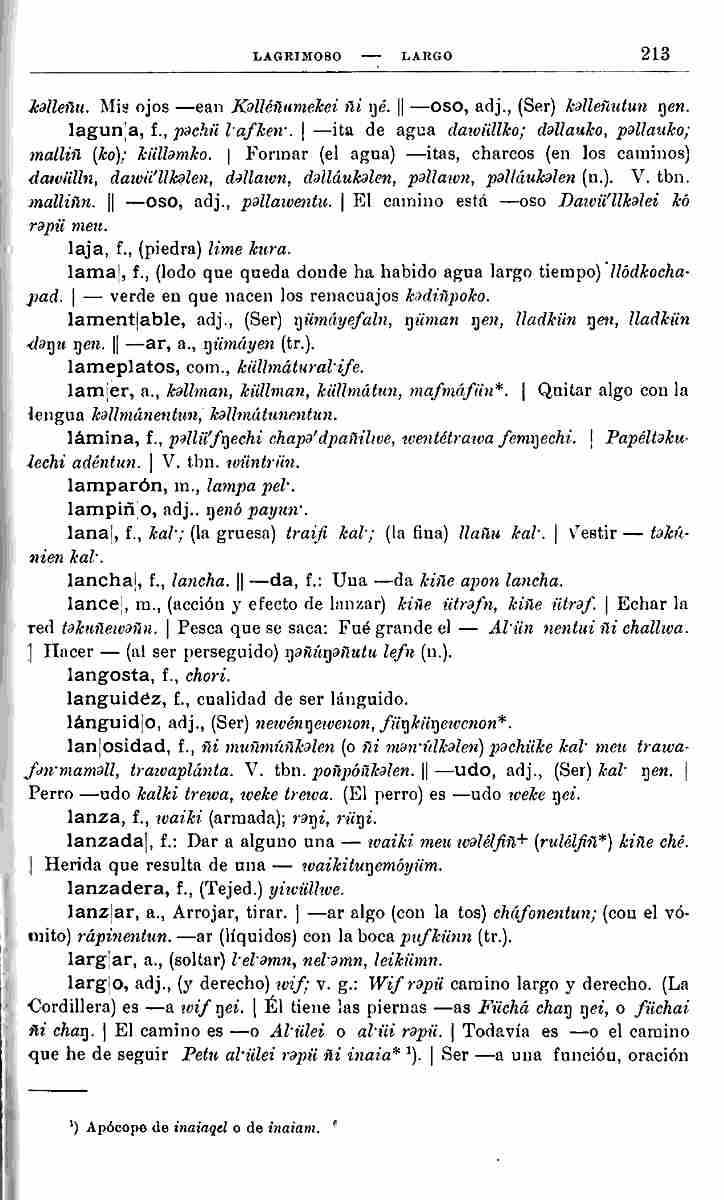 LAGRIMOSO — LARGO 213
kəlleñu. Mis ojos —ean Kəlléñumekei ñi ŋé. || —oso, adj., (Ser) kəlleñutun ŋen.
lagun|a, f., pəchü l·afken·. | —ita de agua dawüllko; dəllauko, pəllauko;
malliñ (ko); külləmko. | Formar (el agua) —itas, charcos (en los caminos)
dawülln, dawü'llkəlen, dəllawn, dəlláukəlen, pəllawn, pəlláukəlen (n.). V. tbn.
malliñn. || —oso, adj., pəllawentu. | El camino está —oso Dawü'llkəlei kó
rəpü meu.
laja, f., (piedra) lime kura.
lama|, f., (lodo que queda donde ha habido agua largo tiempo) llódkocha-
pad. | — verde en que nacen los renacuajos kədiñpoko.
lament|able, adj., (Ser) ŋümáyefaln, ŋüman ŋen, lladkün ŋen, lladkün
dəŋu ŋen. || —ar, a., ŋümáyen (tr.).
lameplatos, com., küllmátural·ife.
lam|er, a., kəllman, küllman, küllmátun, mafmáfün*. | Quitar algo con la
lengua kəllmánentun, kəllmátunentun.
lámina, f., pəllü'fŋechi chapə'dpañilwe, wentétrawa femŋechi. | Papéltəku-
lechi adéntun. | V. tbn. wüntrün.
lamparón, m., lampa pel·.
lampiñ|o, adj.. ŋenó payun·.
lana|, f., kal·; (la gruesa) traifi kal·; (la fina) llañu kal·. | Vestir — təkú-
nien kal·.
lancha|, f., lancha. || —da, f.: Una —da kiñe apon lancha.
lance|, m., (acción y efecto de lanzar) kiñe ütrəfn, kiñe ütrəf. | Echar la
red təkuñewəñn. | Pesca que se saca: Fué grande el — Al·ün nentui ñi challwa.
| Hacer — (al ser perseguido) ŋəñúŋəñutu lefn (n.).
langosta, f., chori.
languidéz, f., cualidad de ser lánguido.
lánguid|o, adj., (Ser) newénŋewenon, füŋküŋewenon*.
lan|osidad, f., ñi muñmúñkəlen (o ñi mən·úlkəlen) pəchüke kal· meu trawa-
fən·maməll, trawaplánta. V. tbn. poñpóñkəlen. || —udo, adj., (Ser) kal· ŋen. |
Perro —udo kalki trewa, weke trewa. (El perro) es —udo weke ŋei.
lanza, f., waiki (armada); rəŋi, rüŋi.
lanzada|, f.: Dar a alguno una — waiki meu wəlélfiñ+ (rulélfiñ*) kiñe ché.
| Herida que resulta de una — waikituŋemóyüm.
lanzadera, f., (Tejed.) yiwüllwe.
lanz|ar, a., Arrojar, tirar. | —ar algo (con la tos) cháfonentun; (con el vó-
mito) rápinentun. —ar (líquidos) con la boca pufkünn (tr.).
larg|ar, a., (soltar) l·el·əmn, nel·əmn, leikümn.
larg|o, adj., (y derecho) wif; v. g.: Wif rəpü camino largo y derecho. (La
Cordillera) es —a wif ŋei. | Él tiene las piernas —as Füchá chaŋ ŋei, o füchai
ñi chaŋ. | El camino es —o Al·ülei o al·üi rəpü. | Todavía es —o el camino
que he de seguir Petu al·ülei rəpü ñi inaia* ¹). | Ser —a una función, oración
¹) Apócope de inaiaqel o de inaiam.